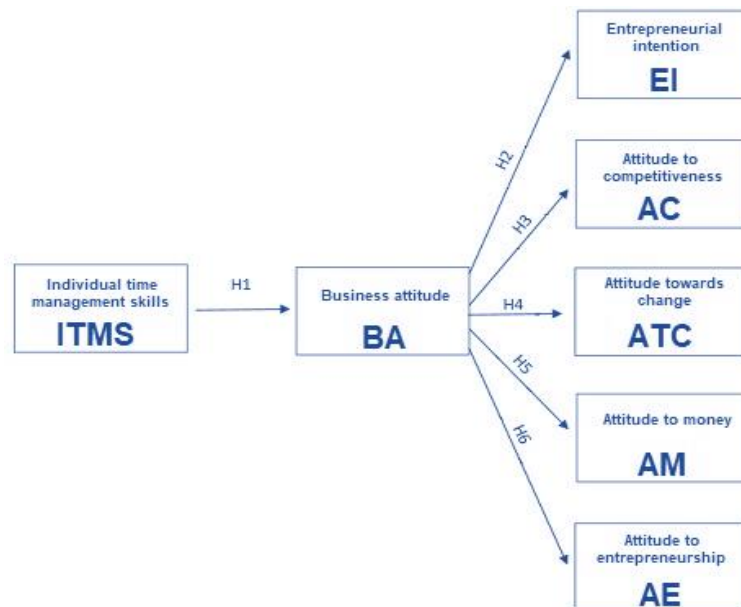 Entrepreneurial
intention
EI
H2
Attitude to
competitiveness
AC
H3
Individual time
management skills
ITMS
H1
Business attitude
BA
H4
Attitude towards
change
ATC
H5
Attitude to money
AM
H6
Attitude to
entrepreneurship
AE